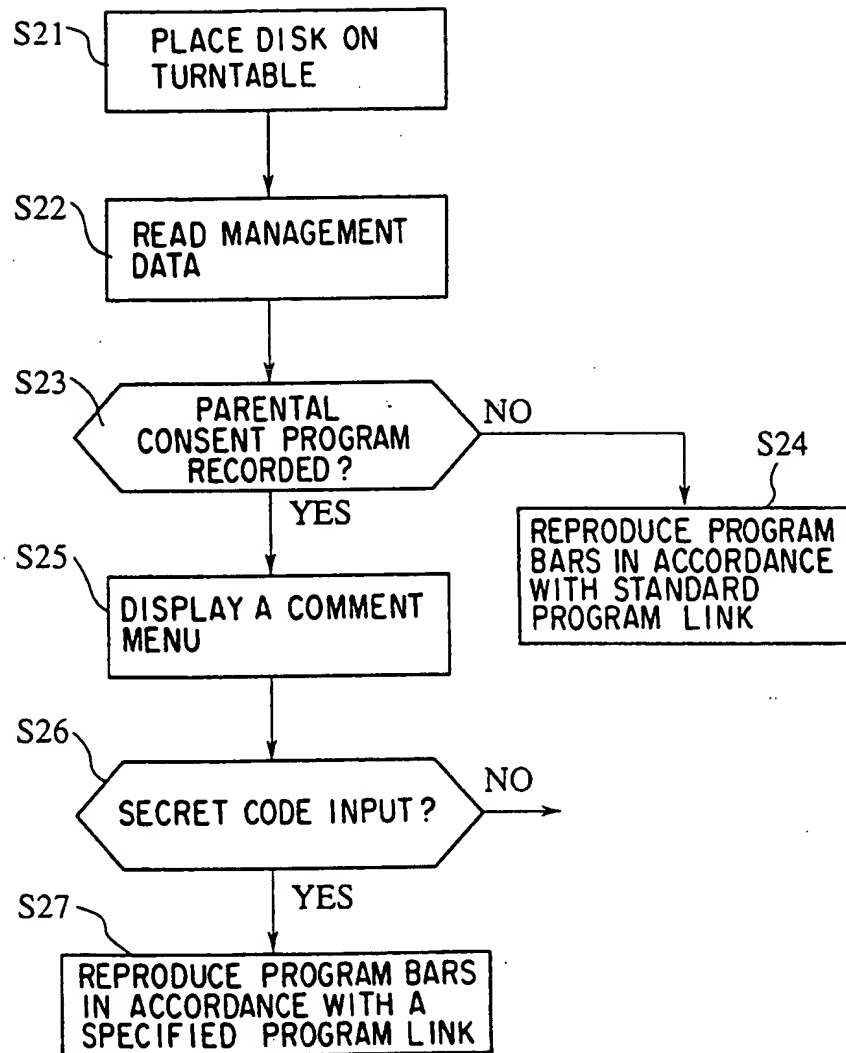 S21
PLACE DISK ON
TURNTABLE
S22
READ MANAGEMENT
DATA
S23
PARENTAL
CONSENT PROGRAM
RECORDED?
NO
YES
S24
REPRODUCE PROGRAM
BARS IN ACCORDANCE
WITH STANDARD
PROGRAM LINK
S25
DISPLAY A COMMENT
MENU
S26
SECRET CODE INPUT?
NO
YES
S27
REPRODUCE PROGRAM BARS
IN ACCORDANCE WITH A
SPECIFIED PROGRAM LINK